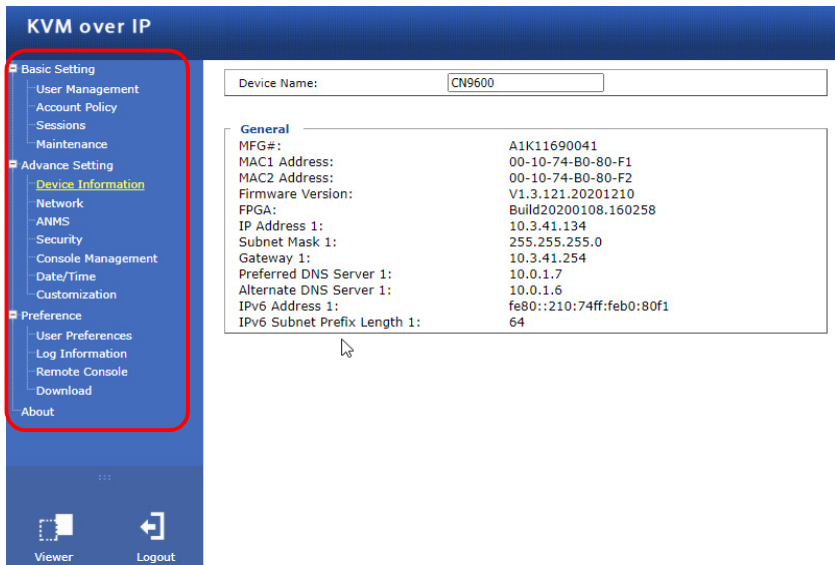 KVM over IP
Basic Setting
User Management
Account Policy
Sessions
Maintenance
Advance Setting
Device Information
Network
ANMS
Security
Console Management
Date/Time
Customization
Preference
User Preferences
Log Information
Remote Console
Download
About
Viewer
Logout
Device Name: CN9600
General
MFG#: A1K11690041
MAC1 Address: 00-10-74-B0-80-F1
MAC2 Address: 00-10-74-B0-80-F2
Firmware Version: V1.3.121.20201210
FPGA: Build20200108.160258
IP Address 1: 10.3.41.134
Subnet Mask 1: 255.255.255.0
Gateway 1: 10.3.41.254
Preferred DNS Server 1: 10.0.1.7
Alternate DNS Server 1: 10.0.1.6
IPv6 Address 1: fe80::210:74ff:feb0:80f1
IPv6 Subnet Prefix Length 1: 64